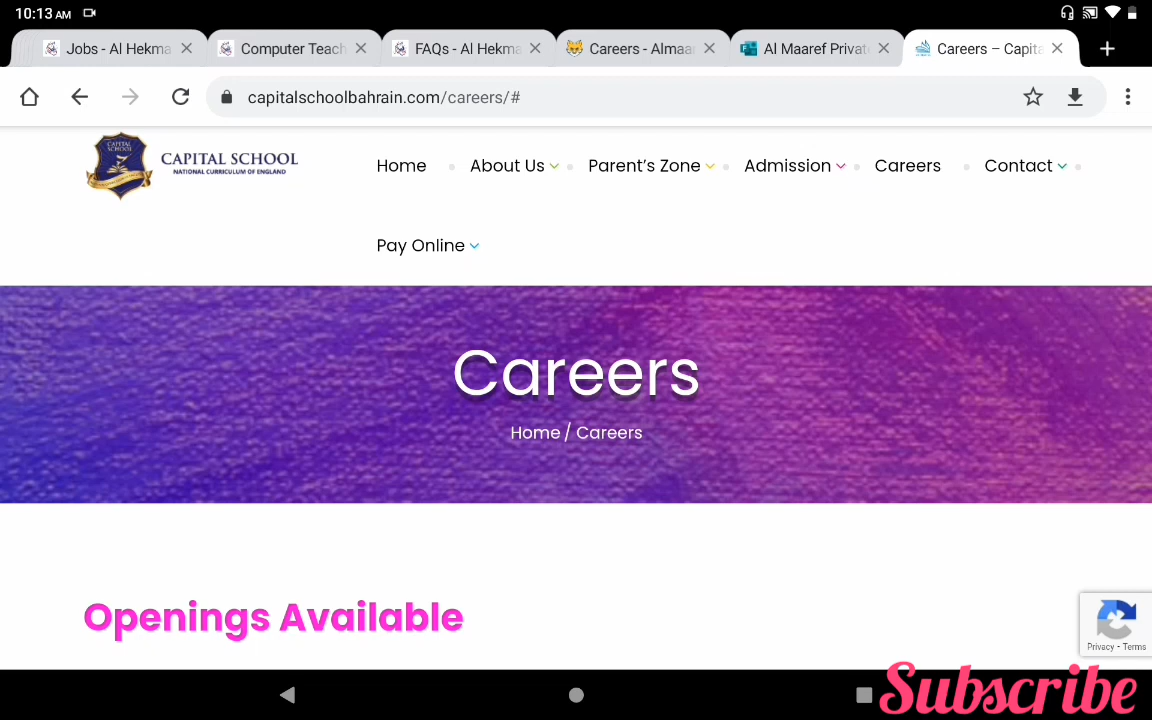 10:13 AM
Jobs - Al Hekma
Computer Teach
FAQs - Al Hekma
Careers - Almaa
Al Maaref Privat
Careers – Capita
capitalschoolbahrain.com/careers/#
CAPITAL SCHOOL
CAPITAL SCHOOL
NATIONAL CURRICULUM OF ENGLAND
Home
About Us
Parent's Zone
Admission
Careers
Contact
Pay Online
Careers
Home / Careers
Openings Available
Privacy - Terms
Subscribe